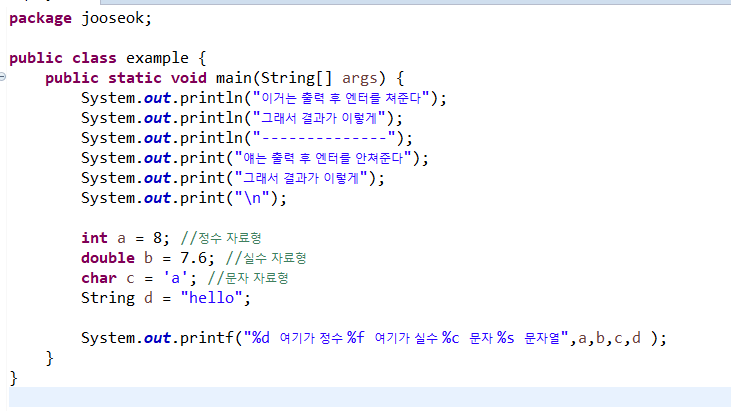 package jooseok;

public class example {
    public static void main(String[] args) {
        System.out.println("이거는 출력 후 엔터를 쳐준다");
        System.out.println("그래서 결과가 이렇게");
        System.out.println("--------------");
        System.out.print("얘는 출력 후 엔터를 안쳐준다");
        System.out.print("그래서 결과가 이렇게");
        System.out.print("\n");

        int a = 8; //정수 자료형
        double b = 7.6; //실수 자료형
        char c = 'a'; //문자 자료형
        String d = "hello";

        System.out.printf("%d 여기가 정수 %f 여기가 실수 %c 문자 %s 문자열",a,b,c,d );
    }
}